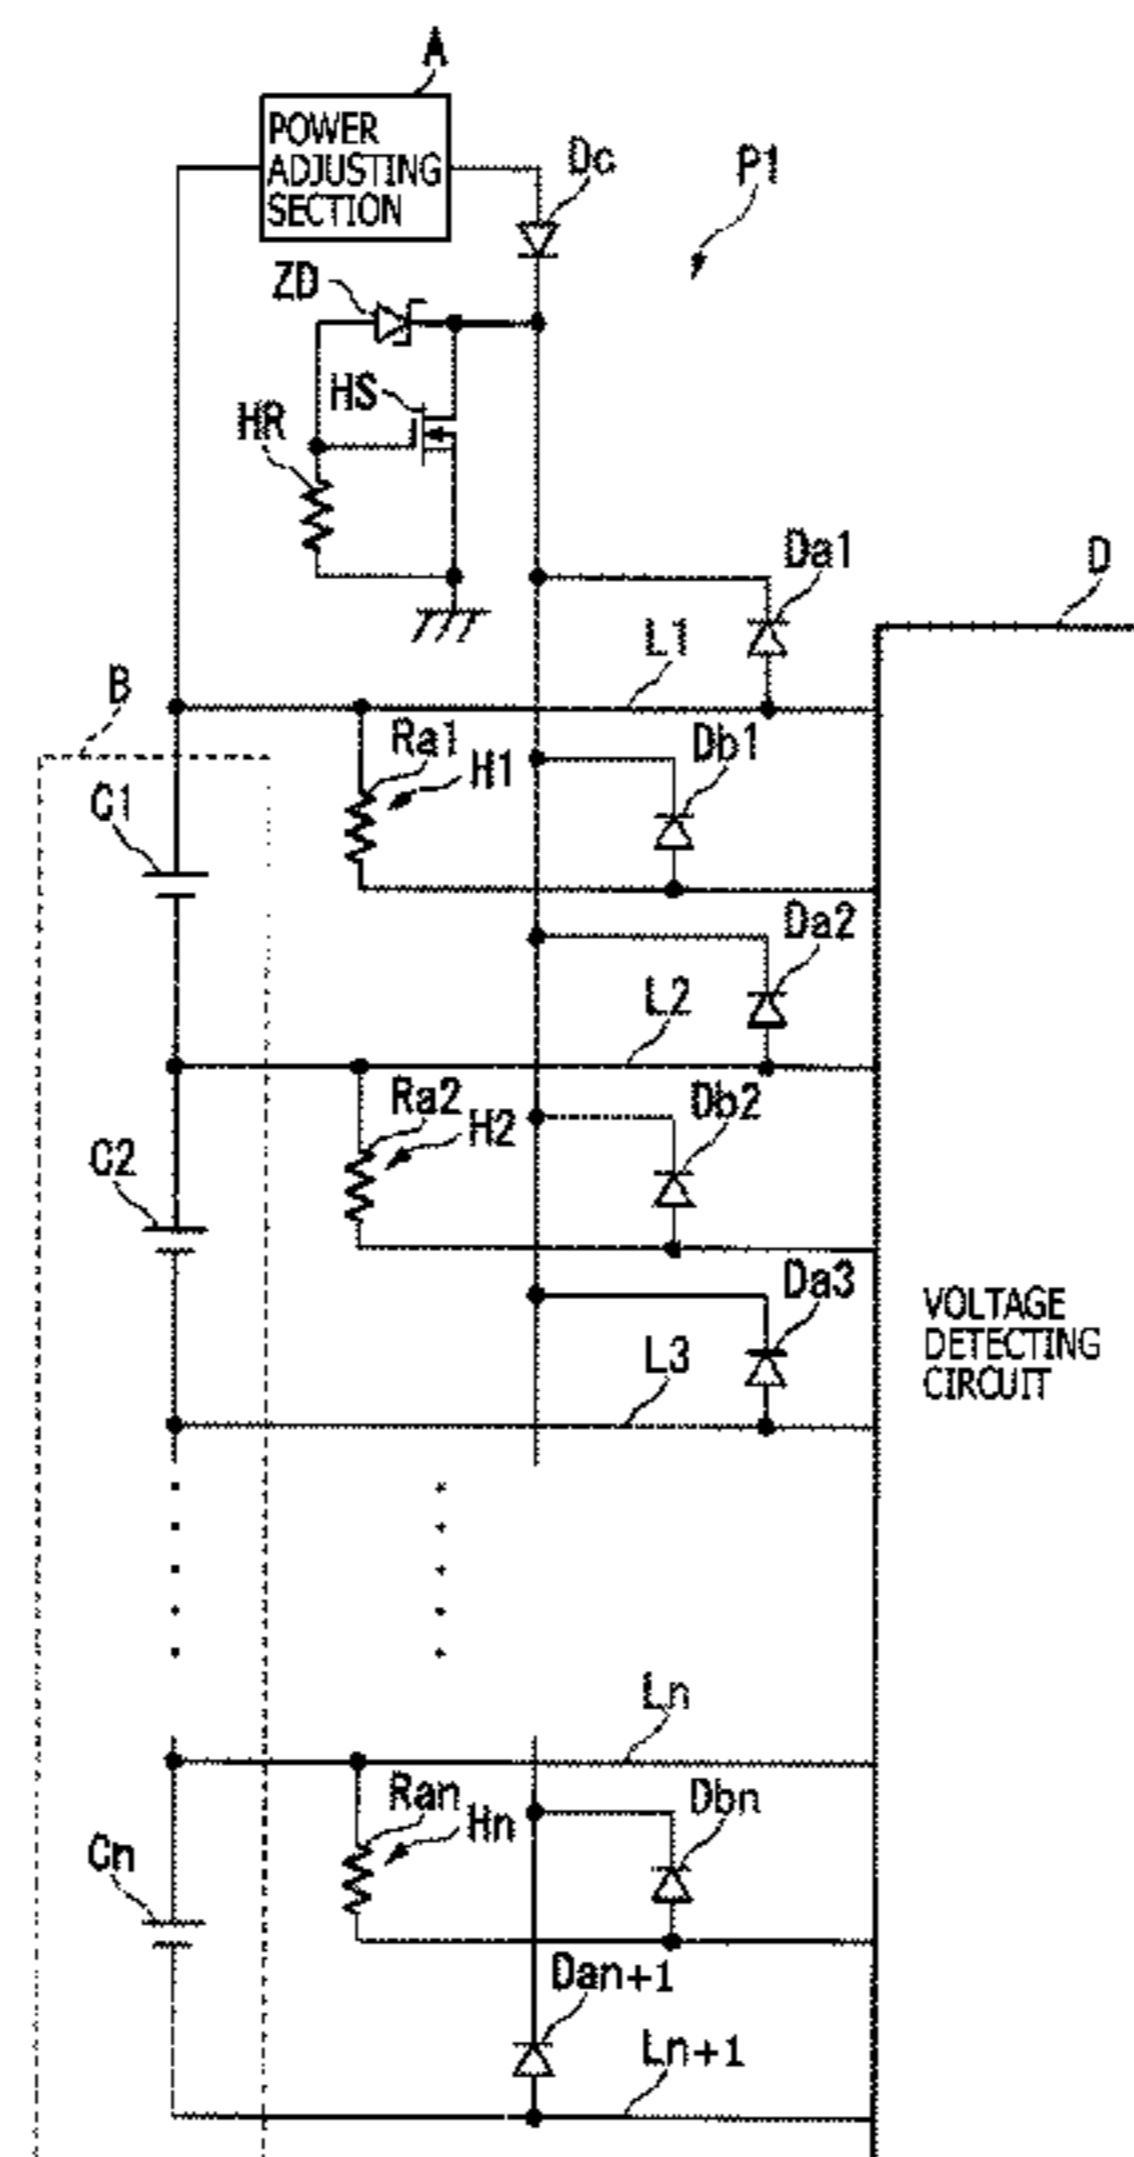 A
POWER
ADJUSTING
SECTION
Dc
P1
ZD
HS
HR
Da1
D
L1
B
Ra1
H1
Db1
C1
Da2
L2
Ra2
H2
Db2
C2
Da3
L3
VOLTAGE
DETECTING
CIRCUIT
Ln
Ran
Hn
Dbn
Cn
Dan+1
Ln+1